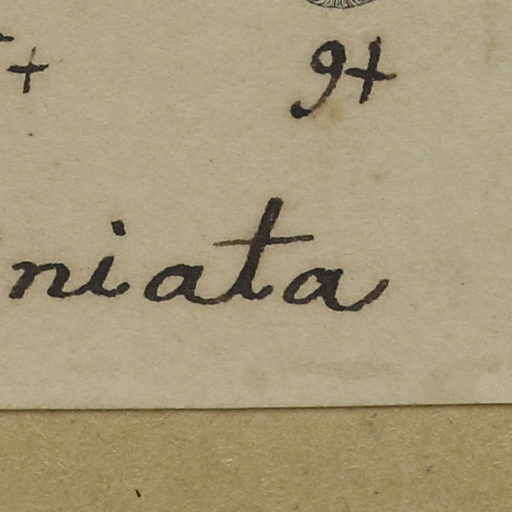 + 9+
niata